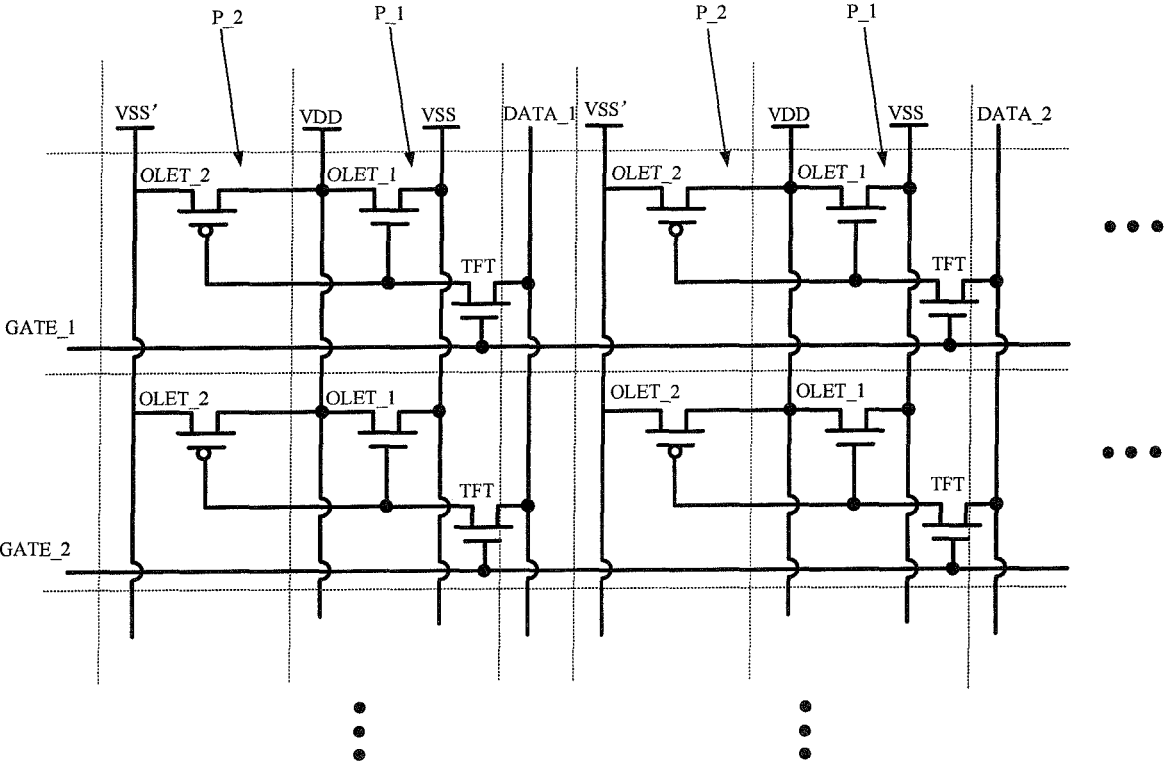 P_2 P_1 P_2 P_1
VSS' VDD VSS DATA_1 VSS' VDD VSS DATA_2
OLET_2 OLET_1 OLET_2 OLET_1
TFT TFT
GATE_1
OLET_2 OLET_1 OLET_2 OLET_1
TFT TFT
GATE_2